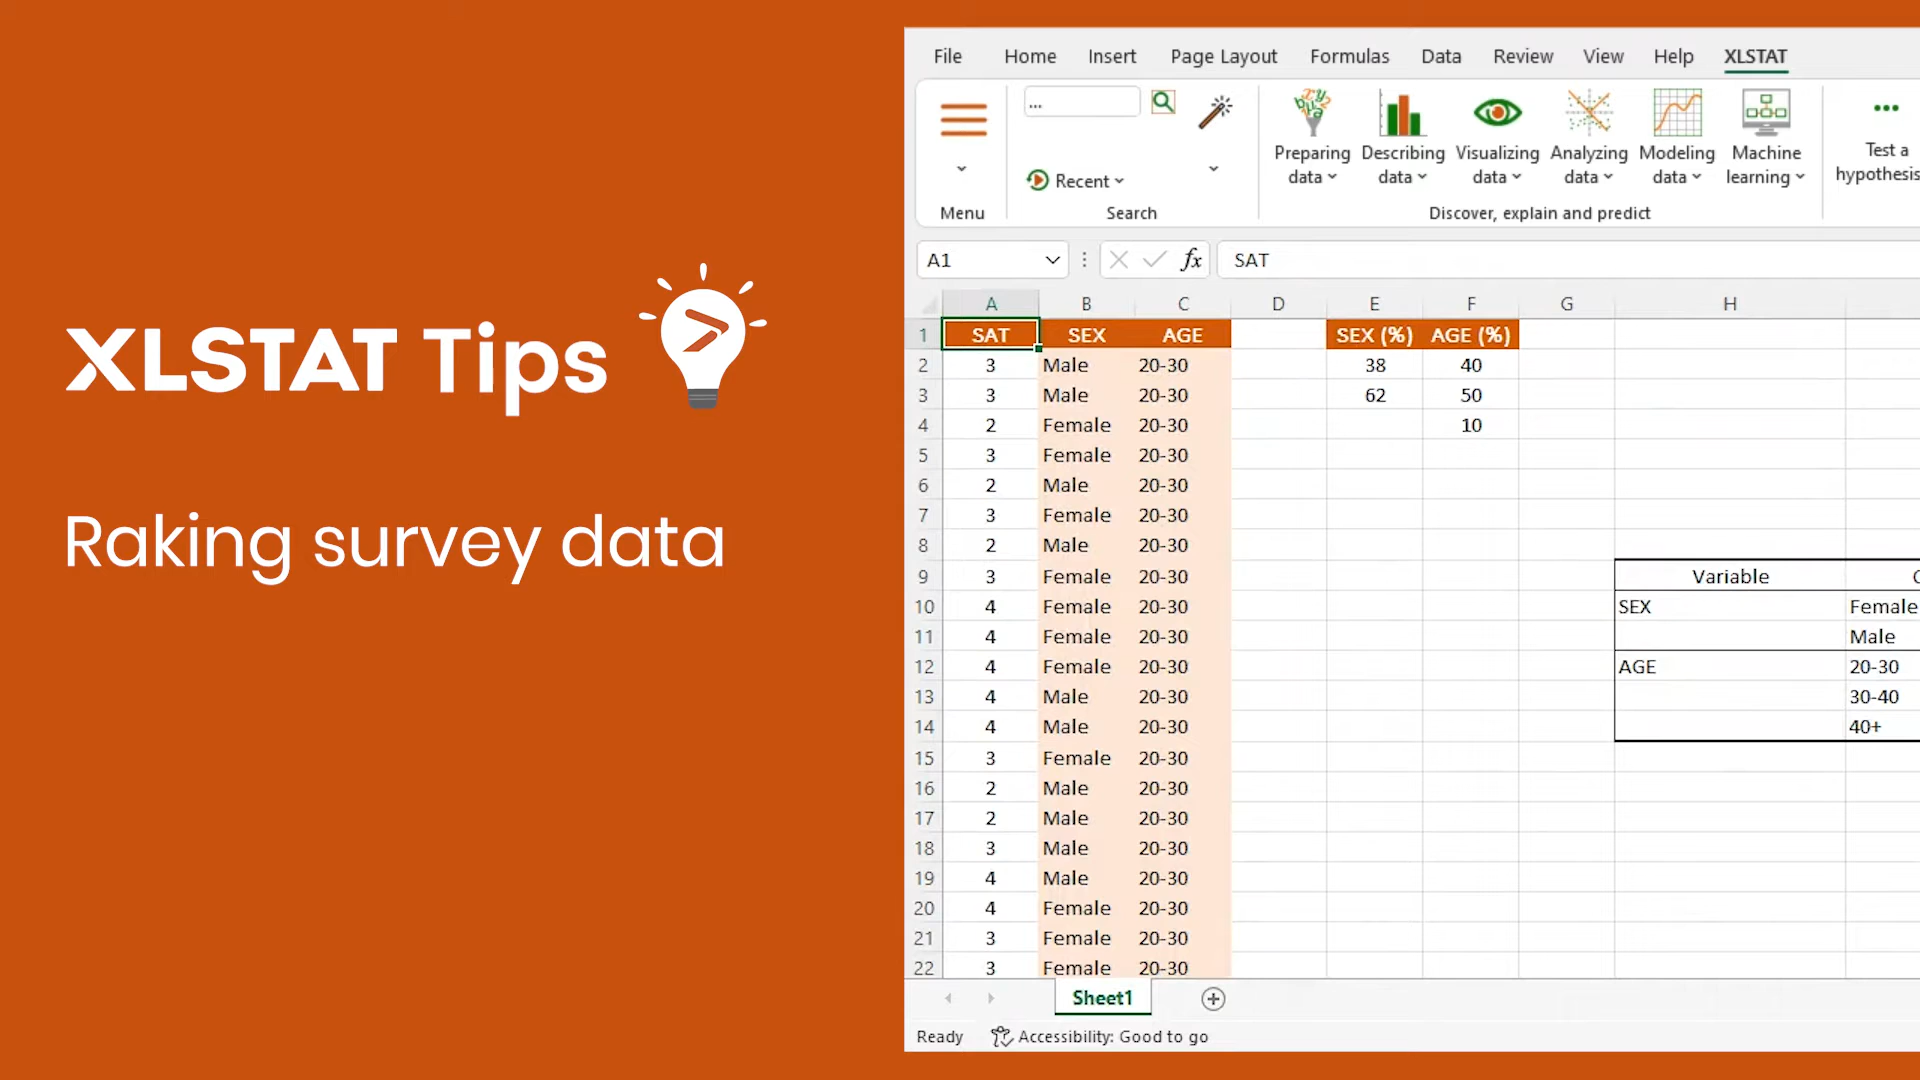 XLSTAT Tips
Raking survey data
File Home Insert Page Layout Formulas Data Review View Help XLSTAT
...
Recent
Menu
Search
Preparing data
Describing data
Visualizing data
Analyzing data
Modeling data
Machine learning
Discover, explain and predict
Test a
hypothesis
A1 fx SAT
A B C D E F G H
1 SAT SEX AGE SEX (%) AGE (%)
2 3 Male 20-30 38 40
3 3 Male 20-30 62 50
4 2 Female 20-30 10
5 3 Female 20-30
6 2 Male 20-30
7 3 Female 20-30
8 2 Male 20-30
9 3 Female 20-30 Variable
10 4 Female 20-30 SEX Female
11 4 Female 20-30 Male
12 4 Female 20-30 AGE 20-30
13 4 Male 20-30 30-40
14 4 Male 20-30 40+
15 3 Female 20-30
16 2 Male 20-30
17 2 Male 20-30
18 3 Male 20-30
19 4 Male 20-30
20 4 Female 20-30
21 3 Female 20-30
22 3 Female 20-30
Sheet1
Ready Accessibility: Good to go